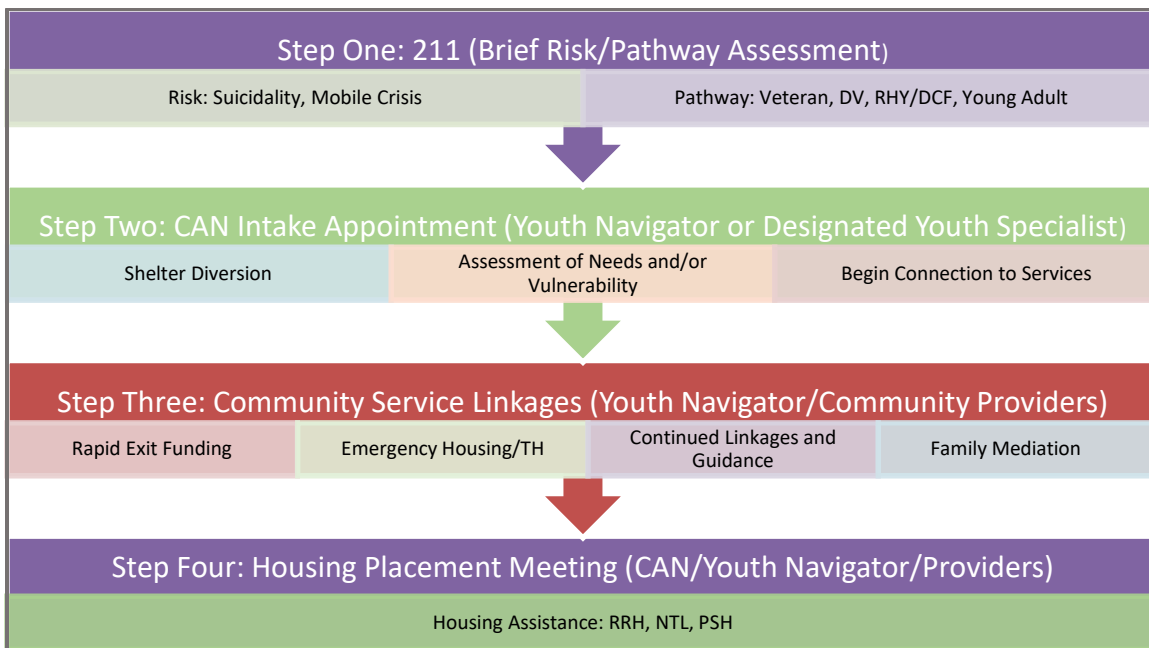 Step One: 211 (Brief Risk/Pathway Assessment)
Risk: Suicidality, Mobile Crisis
Pathway: Veteran, DV, RHY/DCF, Young Adult
Step Two: CAN Intake Appointment (Youth Navigator or Designated Youth Specialist)
Shelter Diversion
Assessment of Needs and/or
Vulnerability
Begin Connection to Services
Step Three: Community Service Linkages (Youth Navigator/Community Providers)
Rapid Exit Funding
Emergency Housing/TH
Continued Linkages and
Guidance
Family Mediation
Step Four: Housing Placement Meeting (CAN/Youth Navigator/Providers)
Housing Assistance: RRH, NTL, PSH